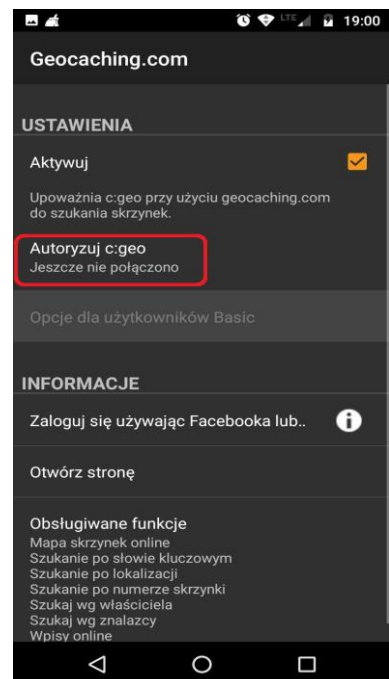 LTE 19:00
Geocaching.com
USTAWIENIA
Aktywuj
Upoważnia c:geo przy użyciu geocaching.com
do szukania skrzynek.
Autoryzuj c:geo
Jeszcze nie połączono
Opcje dla użytkowników Basic
INFORMACJE
Zaloguj się używając Facebooka lub..
Otwórz stronę
Obsługiwane funkcje
Mapa skrzynek online
Szukanie po słowie kluczowym
Szukanie po lokalizacji
Szukanie po numerze skrzynki
Szukaj wg właściciela
Szukaj wg znalazcy
Wpisy online